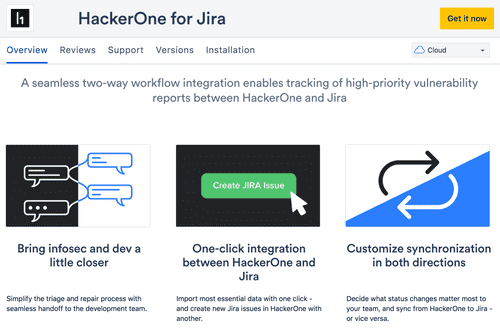 h1
HackerOne for Jira
Get it now
Overview
Reviews
Support
Versions
Installation
Cloud
A seamless two-way workflow integration enables tracking of high-priority vulnerability
reports between HackerOne and Jira
Create JIRA Issue
Bring infosec and dev a
little closer
One-click integration
between HackerOne and
Jira
Customize synchronization
in both directions
Simplify the triage and repair process with
seamless handoff to the development team.
Import most essential data with one click -
and create new Jira issues in HackerOne with
another.
Decide what status changes matter most to
your team, and sync from HackerOne to Jira -
or vice versa.